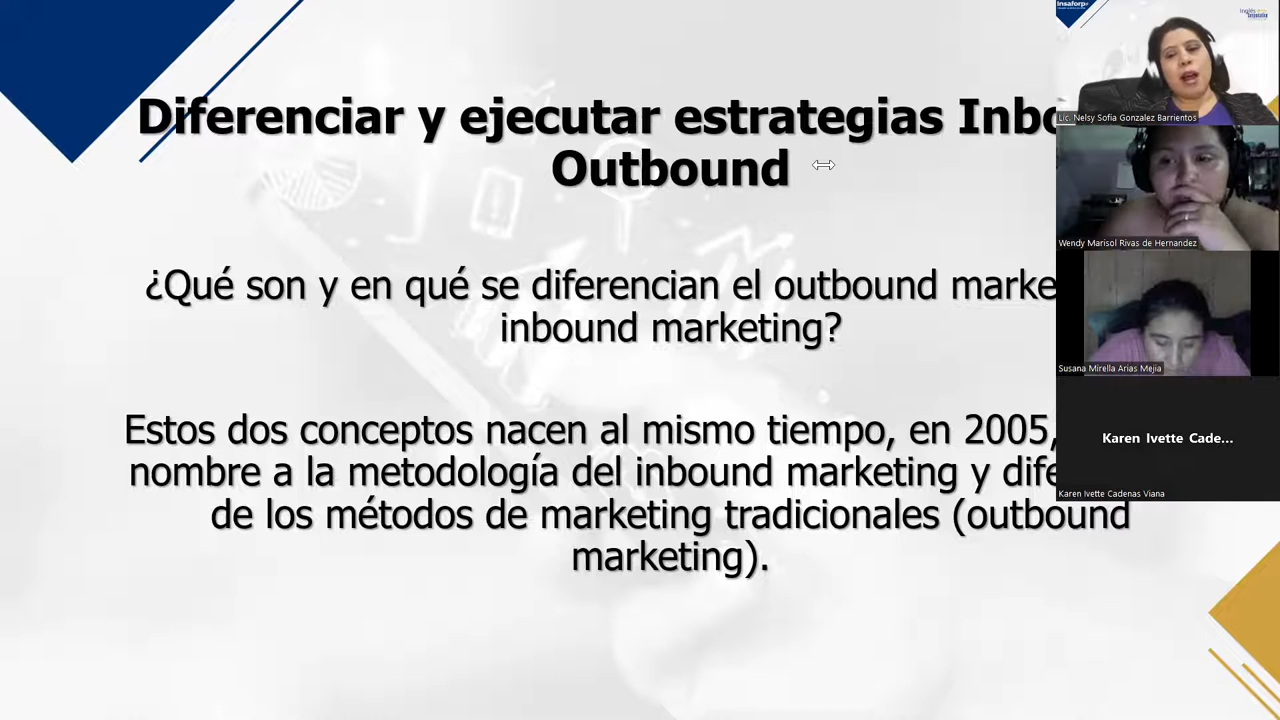 Diferenciar y ejecutar estrategias Inbo
Outbound
¿Qué son y en qué se diferencian el outbound marke
inbound marketing?
Estos dos conceptos nacen al mismo tiempo, en 2005,
nombre a la metodología del inbound marketing y dife
de los métodos de marketing tradicionales (outbound
marketing).
Insaforp
Inglés
Corporativo
Lic. Nelsy Sofia Gonzalez Barrientos
Wendy Marisol Rivas de Hernandez
Susana Mirella Arias Mejia
Karen Ivette Cade...
Karen Ivette Cadenas Viana